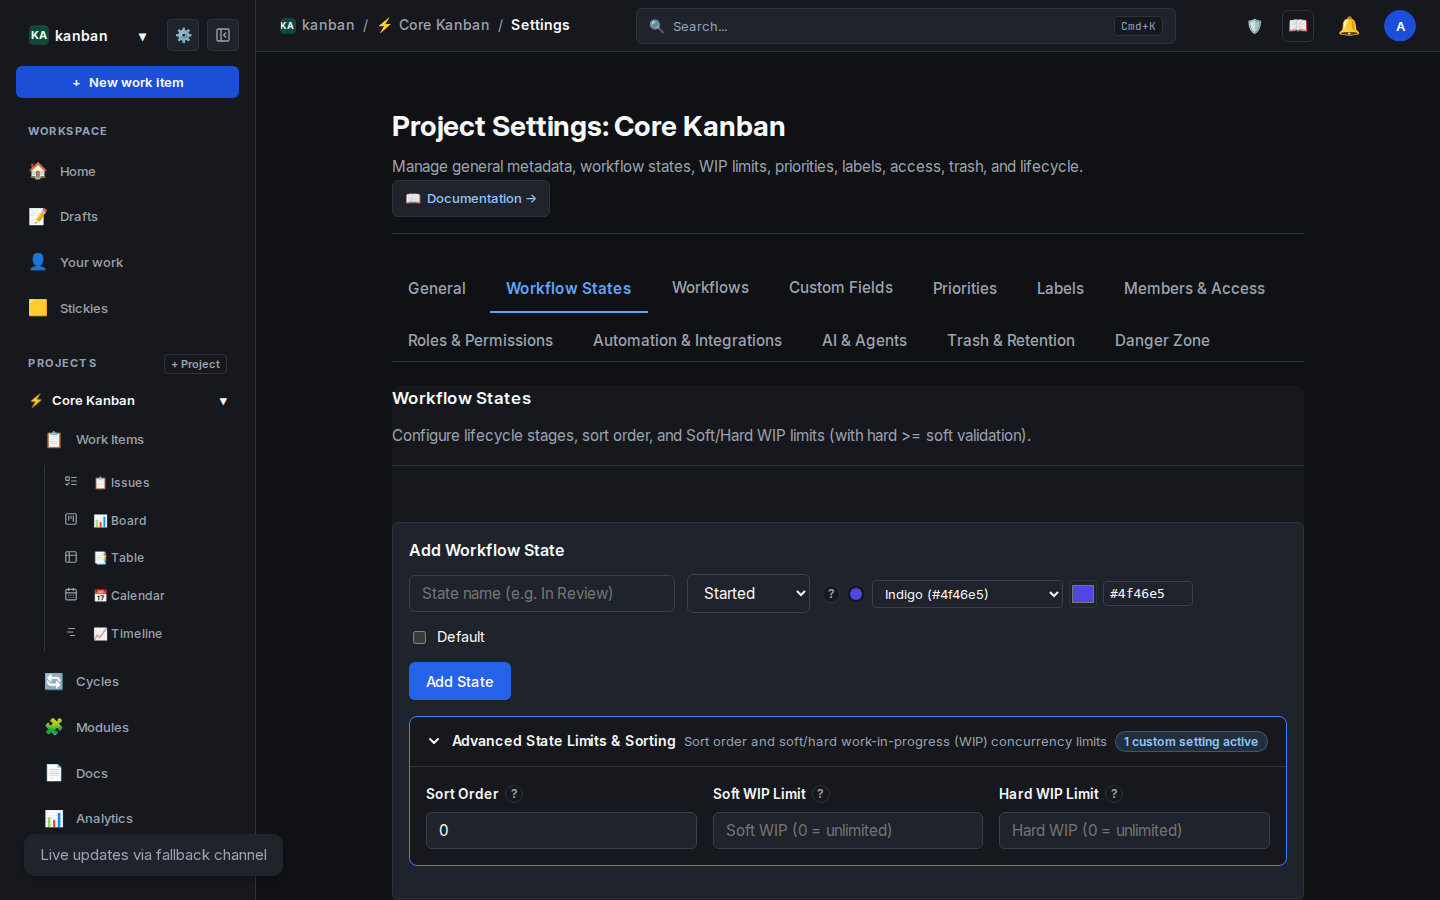 KA kanban ▾
+ New work item
WORKSPACE
Home
Drafts
Your work
Stickies
PROJECTS + Project
Core Kanban ▾
Work Items
Issues
Board
Table
Calendar
Timeline
Cycles
Modules
Docs
Analytics
Live updates via fallback channel
KA kanban / Core Kanban / Settings
Search... Cmd+K
A
Project Settings: Core Kanban
Manage general metadata, workflow states, WIP limits, priorities, labels, access, trash, and lifecycle.
Documentation →
General Workflow States Workflows Custom Fields Priorities Labels Members & Access
Roles & Permissions Automation & Integrations AI & Agents Trash & Retention Danger Zone
Workflow States
Configure lifecycle stages, sort order, and Soft/Hard WIP limits (with hard >= soft validation).
Add Workflow State
State name (e.g. In Review) Started ? Indigo (#4f46e5) #4f46e5
Default
Add State
Advanced State Limits & Sorting Sort order and soft/hard work-in-progress (WIP) concurrency limits 1 custom setting active
Sort Order ? Soft WIP Limit ? Hard WIP Limit ?
0 Soft WIP (0 = unlimited) Hard WIP (0 = unlimited)